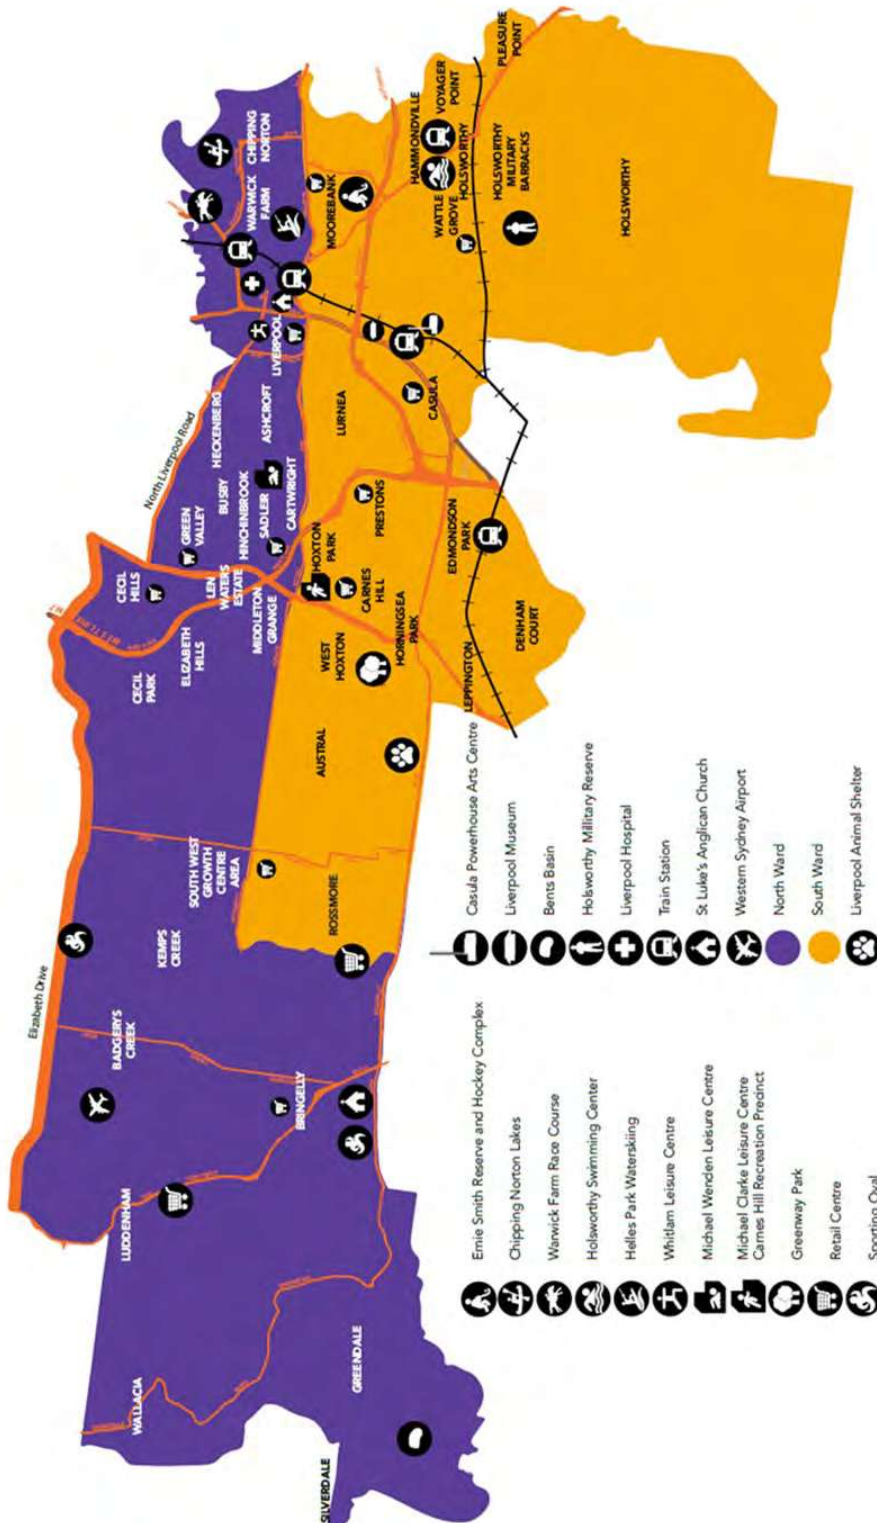 Elizabeth Drive
North Liverpool Road
SILVERDALE
WALLACIA
GREENDALE
LUDDENHAM
BRINGELLY
BADGERYS
CREEK
KEMPS
CREEK
ROSSMORE
SOUTH WEST
GROWTH
CENTRE
AREA
AUSTRAL
CECIL
PARK
ELIZABETH
HILLS
CECIL
HILLS
MIDDLETON
GRANGE
LEN
WATERS
ESTATE
GREEN
VALLEY
HINCHINBROOK
BUSBY
HECKENBERG
SADLEIR
CARTWRIGHT
ASHCROFT
LIVERPOOL
WARWICK
FARM
CHIPPING
NORTON
WEST
HOXTON
HORNINGSEA
PARK
CARNES
HILL
HOXTON
PARK
PRESTONS
LURNEA
CASULA
MOOREBANK
HAMMONDVILLE
VOYAGER
POINT
WATTLE
GROVE
HOLSWORTHY
PLEASURE
POINT
HOLSWORTHY
MILITARY
BARRACKS
HOLSWORTHY
LEPPINGTON
DENHAM
COURT
EDMONDSON
PARK
Ernie Smith Reserve and Hockey Complex
Chipping Norton Lakes
Warwick Farm Race Course
Holsworthy Swimming Center
Helles Park Waterskiing
Whitlam Leisure Centre
Michael Wenden Leisure Centre
Michael Clarke Leisure Centre
Carnes Hill Recreation Precinct
Greenway Park
Retail Centre
Sporting Oval
Casula Powerhouse Arts Centre
Liverpool Museum
Bents Basin
Holsworthy Military Reserve
Liverpool Hospital
Train Station
St Luke's Anglican Church
Western Sydney Airport
North Ward
South Ward
Liverpool Animal Shelter